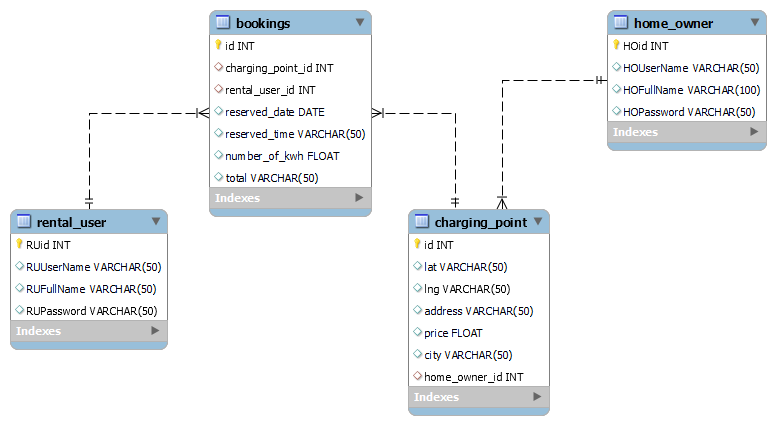 bookings
id INT
charging_point_id INT
rental_user_id INT
reserved_date DATE
reserved_time VARCHAR(50)
number_of_kwh FLOAT
total VARCHAR(50)
Indexes
home_owner
HOid INT
HOUserName VARCHAR(50)
HOFullName VARCHAR(100)
HOPassword VARCHAR(50)
Indexes
rental_user
RUid INT
RUUserName VARCHAR(50)
RUFullName VARCHAR(50)
RUPassword VARCHAR(50)
Indexes
charging_point
id INT
lat VARCHAR(50)
lng VARCHAR(50)
address VARCHAR(50)
price FLOAT
city VARCHAR(50)
home_owner_id INT
Indexes